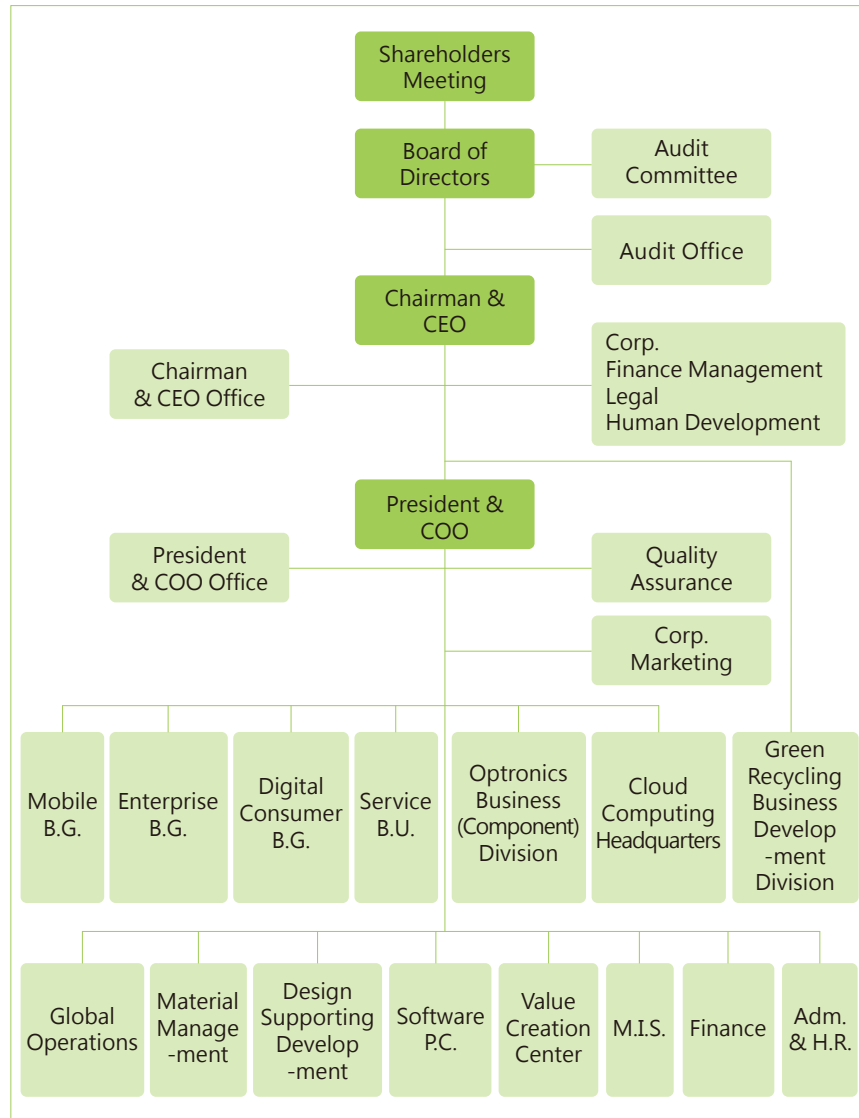 Shareholders
Meeting
Board of
Directors
Audit
Committee
Audit Office
Chairman &
CEO
Chairman
& CEO Office
Corp.
Finance Management
Legal
Human Development
President &
COO
President
& COO Office
Quality
Assurance
Corp.
Marketing
Mobile
B.G.
Enterprise
B.G.
Digital
Consumer
B.G.
Service
B.U.
Optronics
Business
(Component)
Division
Cloud
Computing
Headquarters
Green
Recycling
Business
Develop
-ment
Division
Global
Operations
Material
Manage
-ment
Design
Supporting
Develop
-ment
Software
P.C.
Value
Creation
Center
M.I.S.
Finance
Adm.
& H.R.